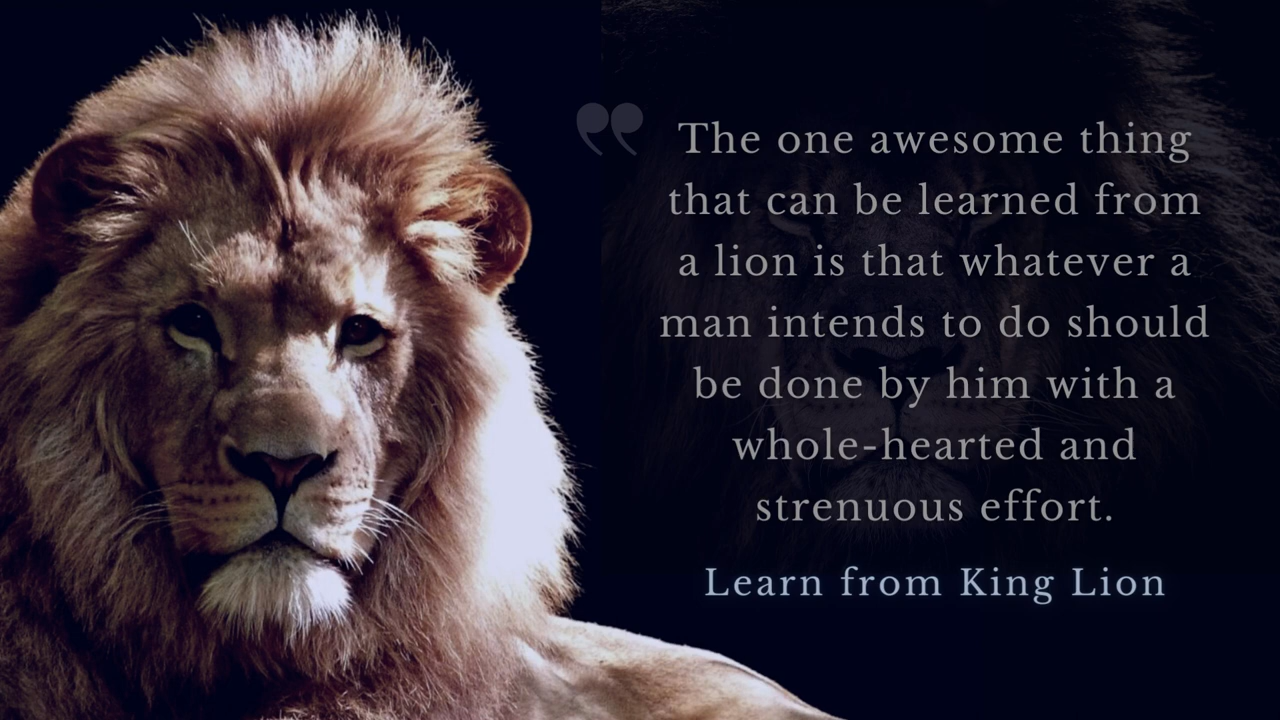 The one awesome thing
that can be learned from
a lion is that whatever a
man intends to do should
be done by him with a
whole-hearted and
strenuous effort.
Learn from King Lion